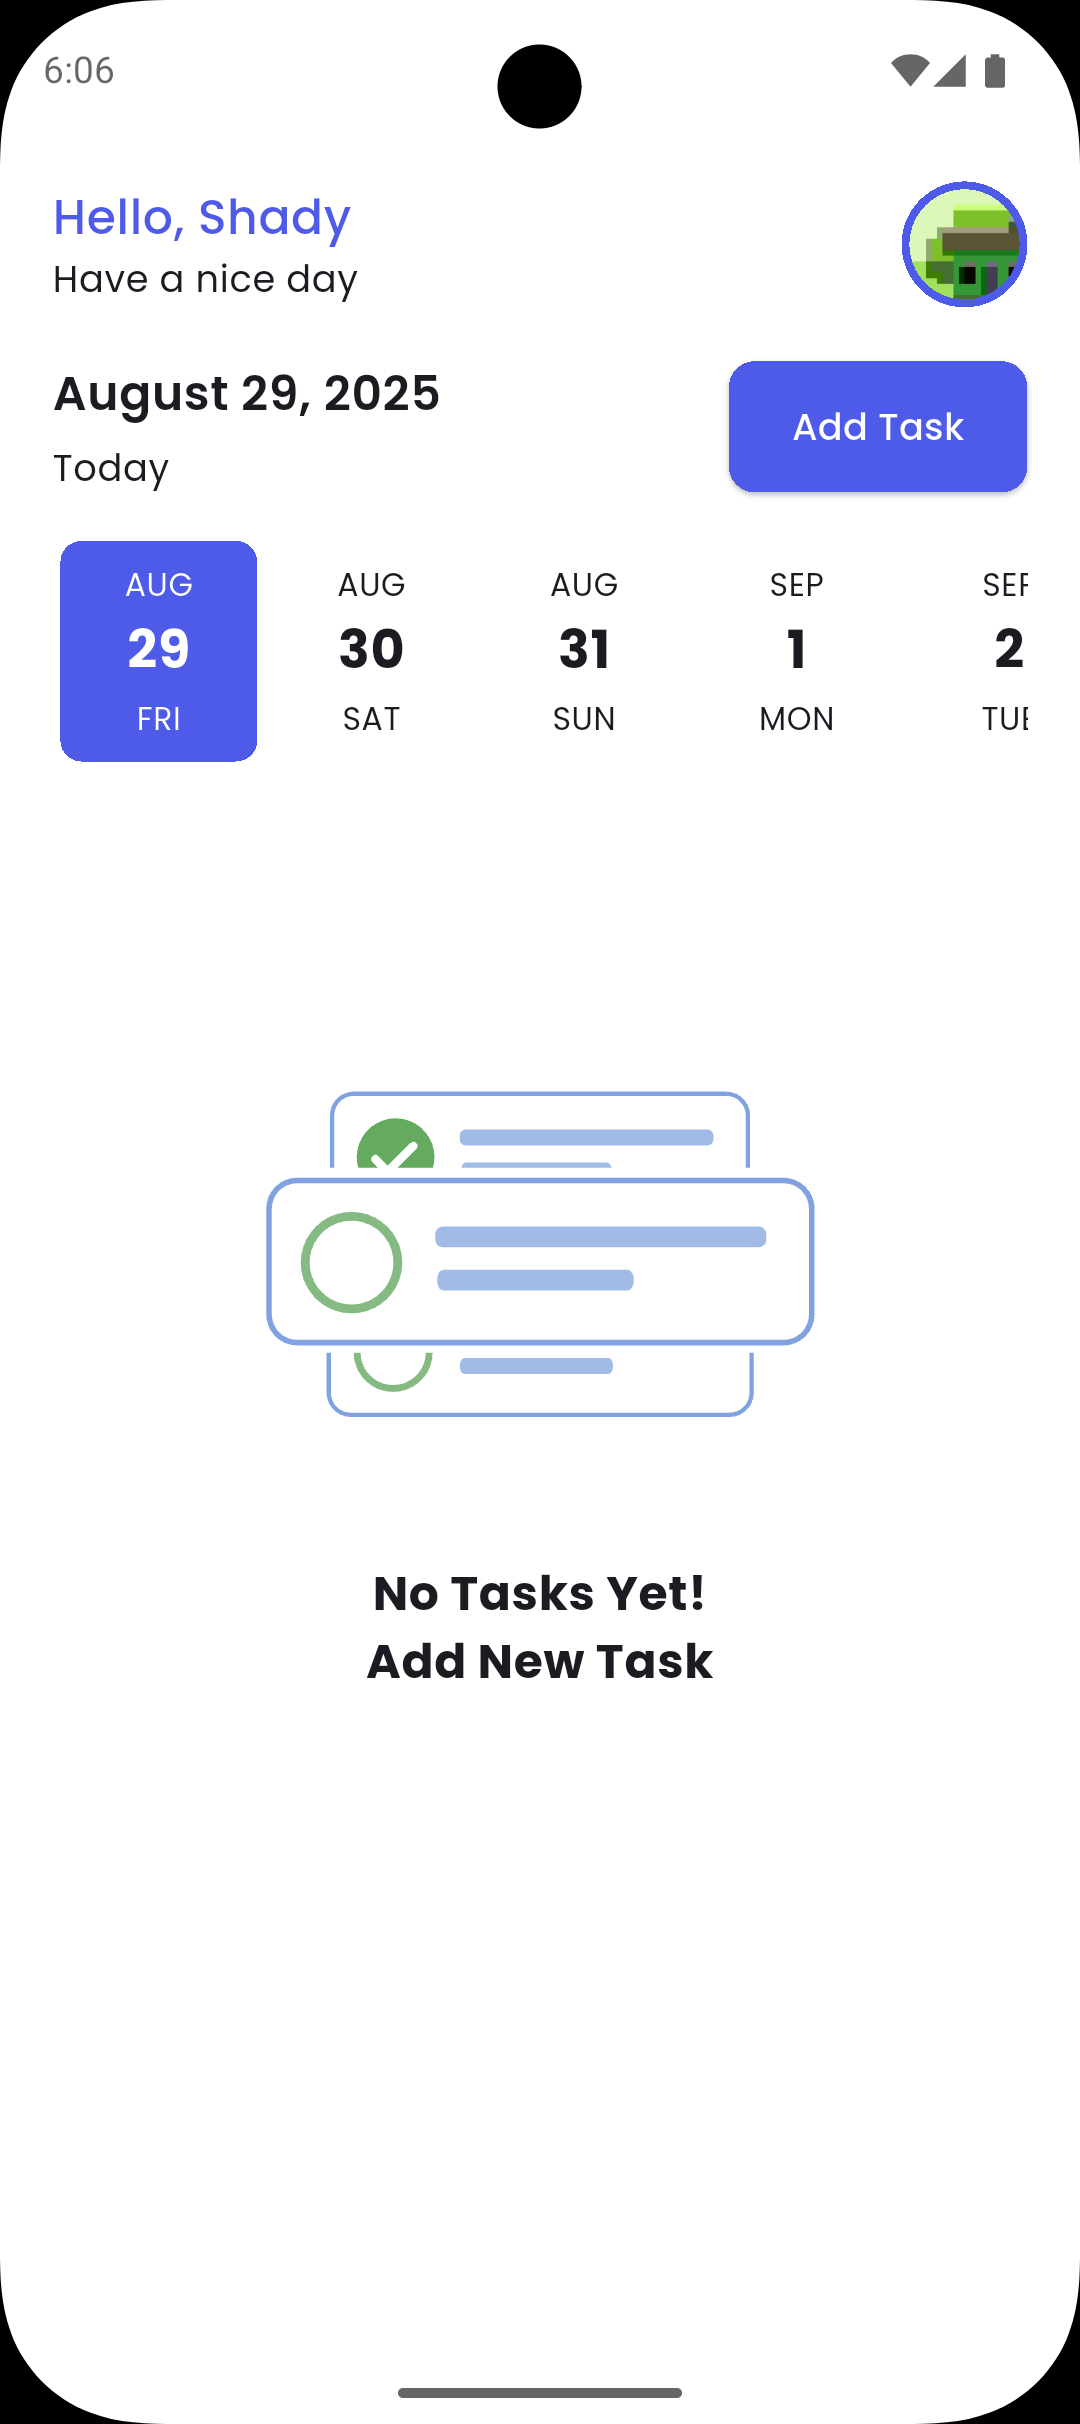 6:06
Hello, Shady
Have a nice day
August 29, 2025
Today
Add Task
AUG AUG AUG SEP SEP
29 30 31 1 2
FRI SAT SUN MON TUE
No Tasks Yet!
Add New Task